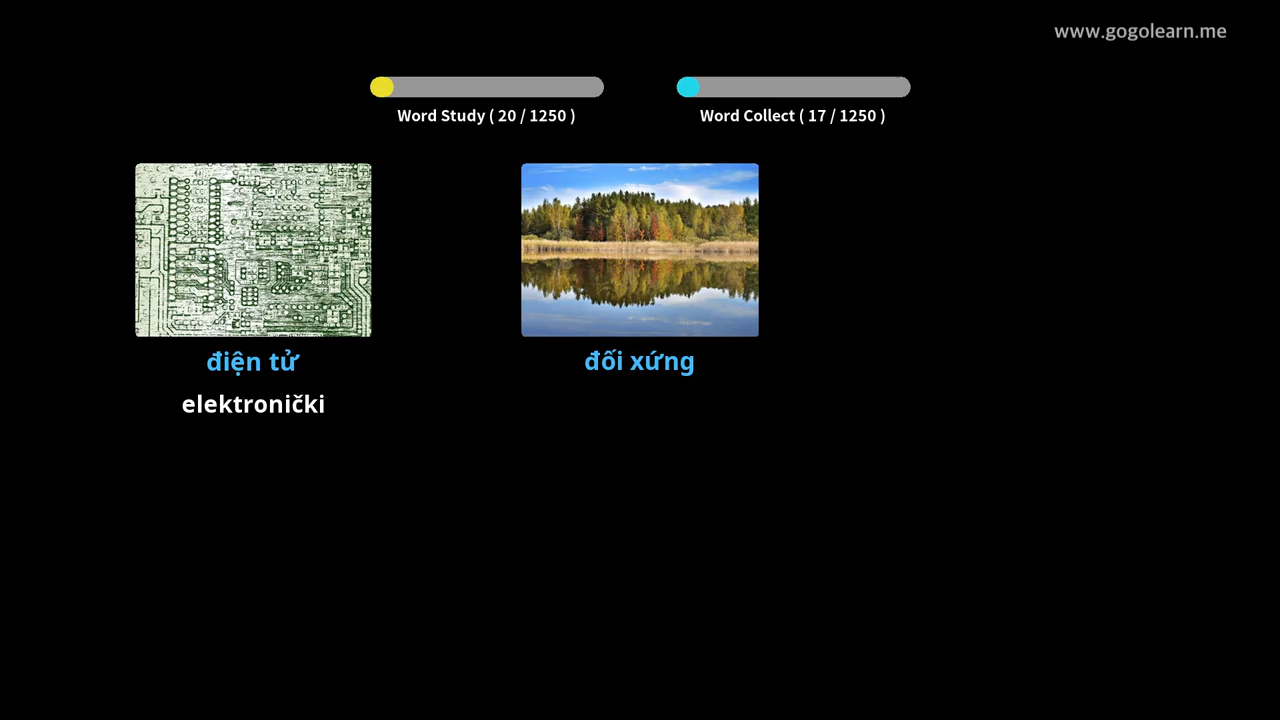 www.gogolearn.me
Word Study ( 20 / 1250 )
Word Collect ( 17 / 1250 )
điện tử
đối xứng
elektronički